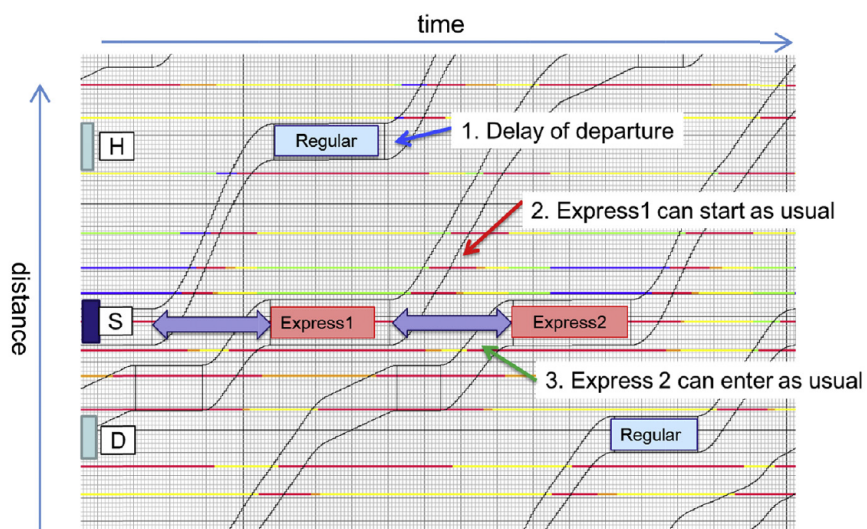 time
H
Regular
1. Delay of departure
2. Express1 can start as usual
distance
S
Express1
Express2
3. Express 2 can enter as usual
D
Regular